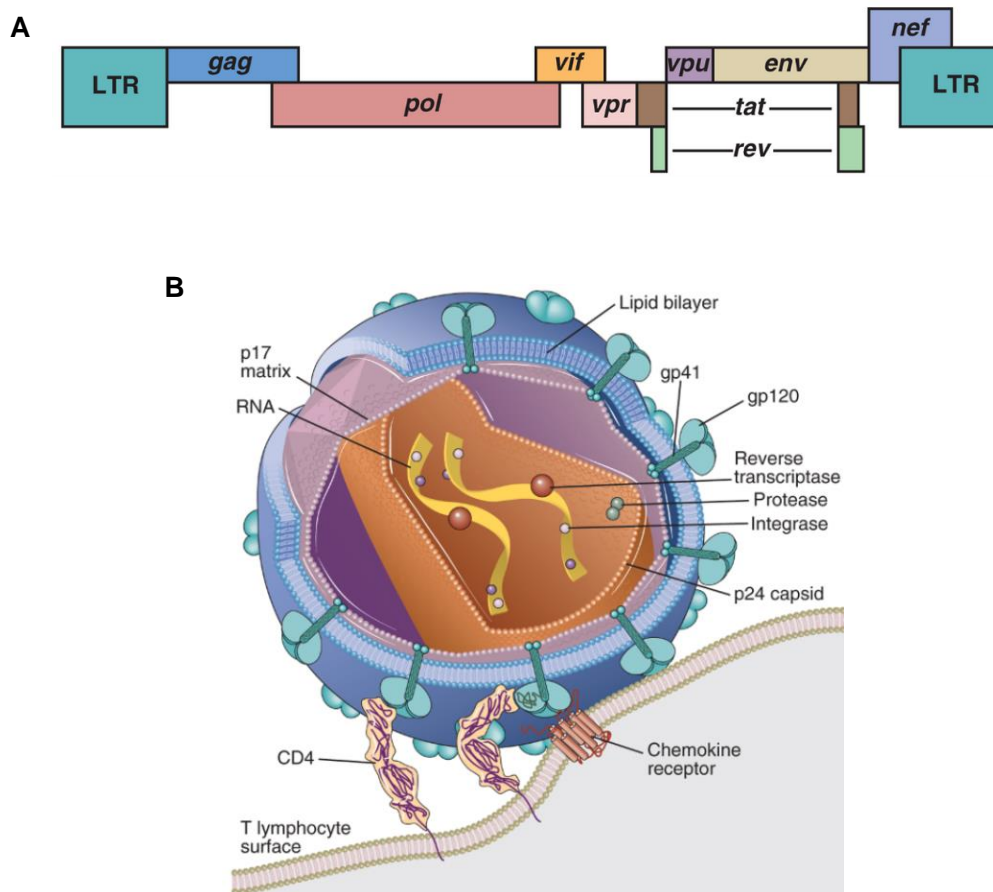 A
LTR
gag
pol
vif
vpr
vpu
env
tat
rev
nef
LTR
B
Lipid bilayer
p17
matrix
RNA
gp41
gp120
Reverse
transcriptase
Protease
Integrase
p24 capsid
CD4
Chemokine
receptor
T lymphocyte
surface